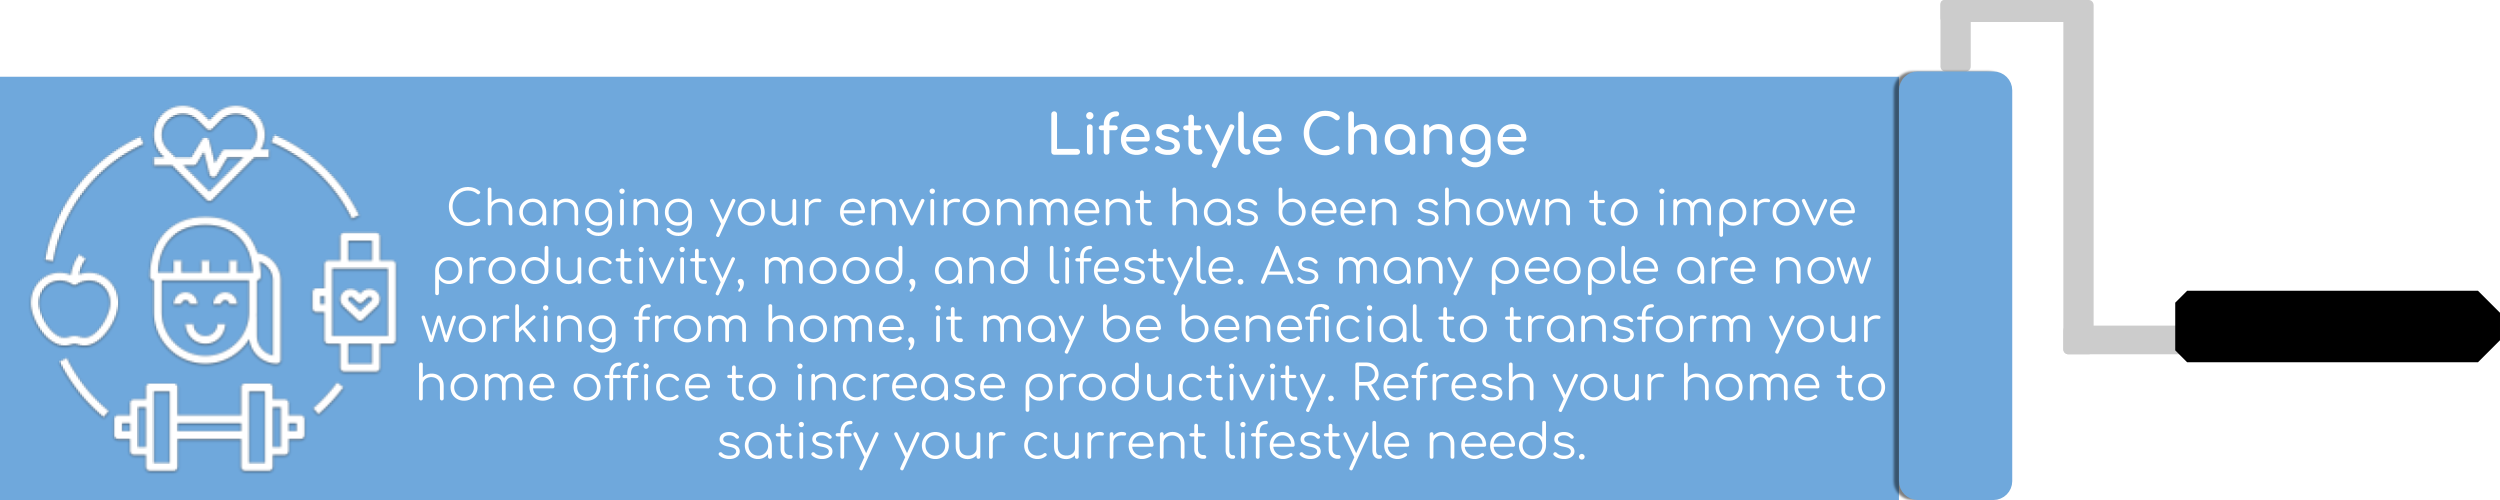 Lifestyle Change
Changing your environment has been shown to improve
productivity, mood, and lifestyle. As many people are now
working from home, it may be difficult to transform your
home office to increase productivity. Refresh your home to
satisfy your current lifestyle needs.